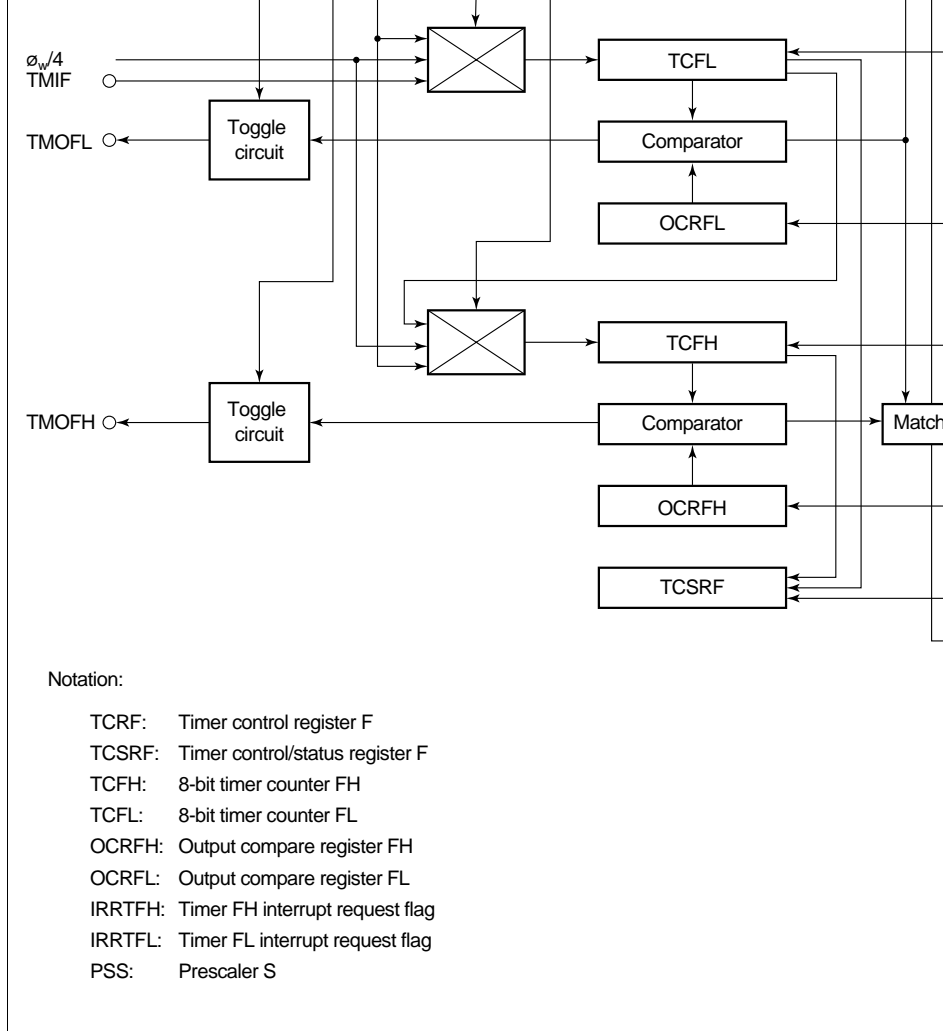 øw/4
TMIF
TCFL
TMOFL
Toggle
circuit
Comparator
OCRFL
TCFH
TMOFH
Toggle
circuit
Comparator
Match
OCRFH
TCSRF
Notation:
TCRF: Timer control register F
TCSRF: Timer control/status register F
TCFH: 8-bit timer counter FH
TCFL: 8-bit timer counter FL
OCRFH: Output compare register FH
OCRFL: Output compare register FL
IRRTFH: Timer FH interrupt request flag
IRRTFL: Timer FL interrupt request flag
PSS: Prescaler S